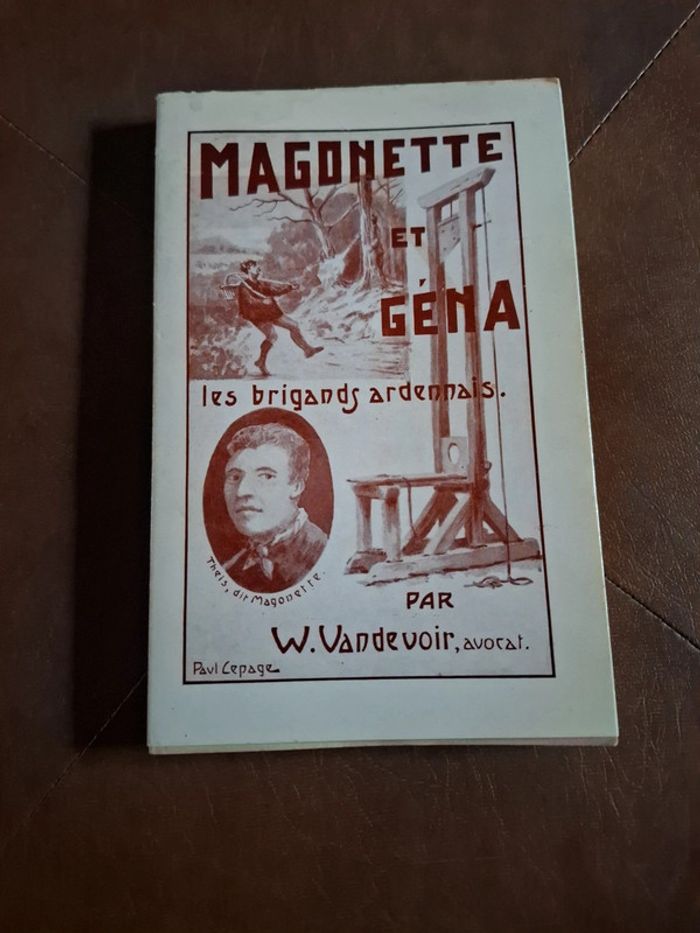 MAGONETTE
ET
GÉNA
les brigands ardennais.
Theis, dit Magonette.
PAR
W. Vandevoir, avocat.
Paul Lepage